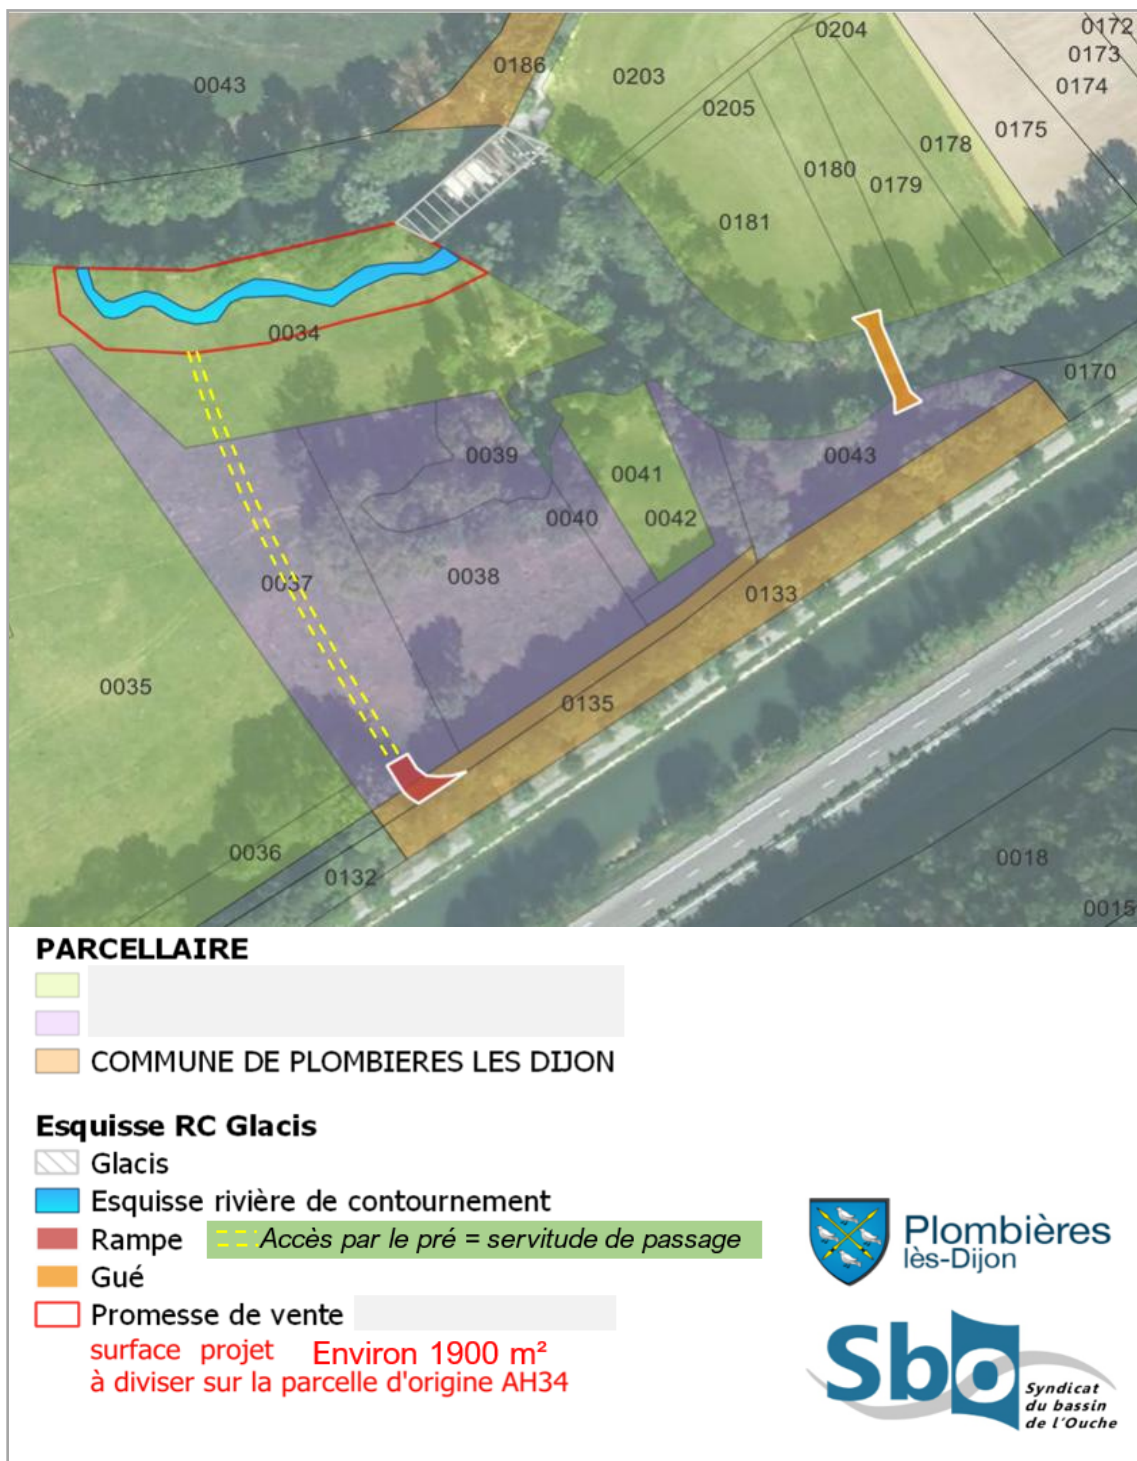 0172
0204
0173
0186
0203
0043
0174
0205
0175
0178
0180
0179
0181
0034
0170
0039
0043
0041
0040
0042
0038
0037
0133
0035
0135
0036
0018
0132
0015
PARCELLAIRE
COMMUNE DE PLOMBIERES LES DIJON
Esquisse RC Glacis
Glacis
Esquisse rivière de contournement
Rampe
Accès par le pré = servitude de passage
Gué
Promesse de vente
surface projet Environ 1900 m²
à diviser sur la parcelle d'origine AH34
Plombières
lès-Dijon
Sbo
Syndicat
du bassin
de l'Ouche